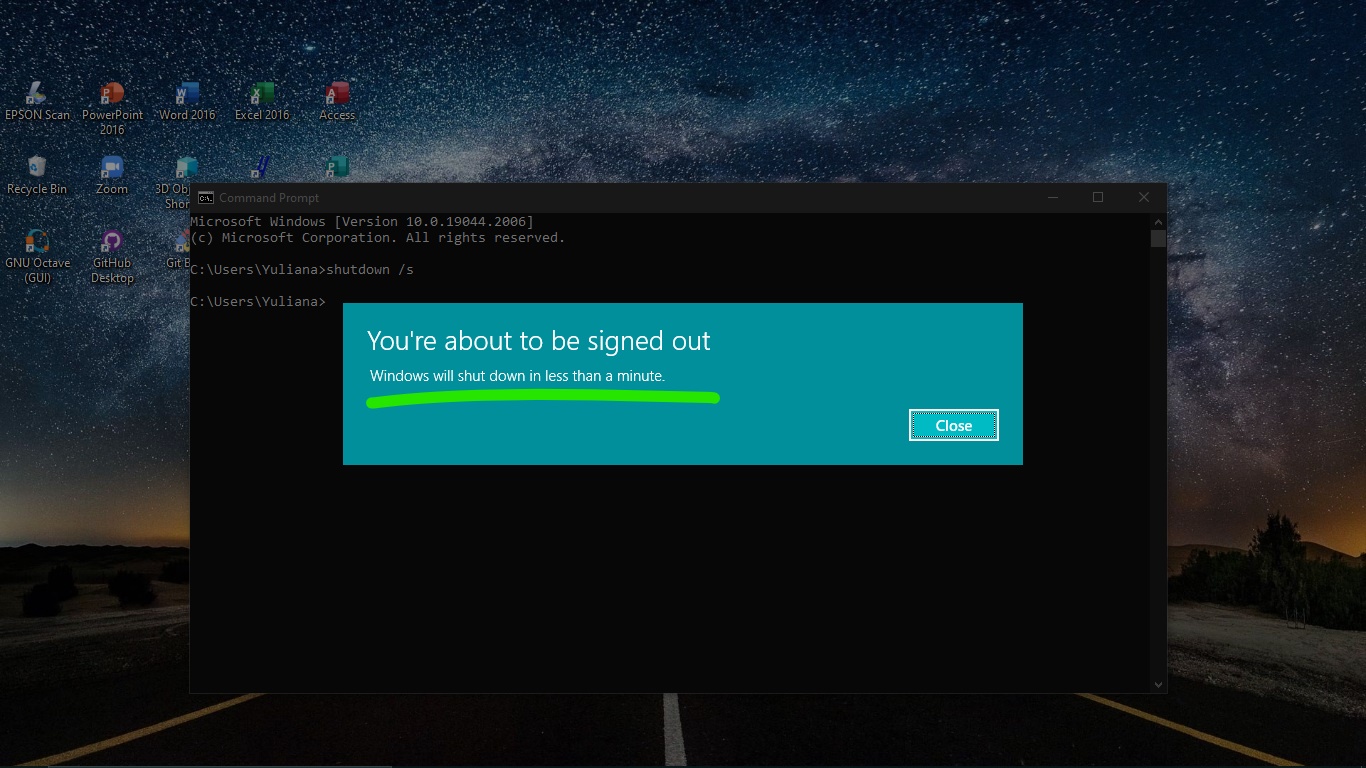 EPSON Scan
PowerPoint 2016
Word 2016
Excel 2016
Access
Recycle Bin
Zoom
3D Obj
Shor
GNU Octave (GUI)
GitHub Desktop
Git B
Command Prompt
Microsoft Windows [Version 10.0.19044.2006]
(c) Microsoft Corporation. All rights reserved.
C:\Users\Yuliana>shutdown /s
C:\Users\Yuliana>
You're about to be signed out
Windows will shut down in less than a minute.
Close